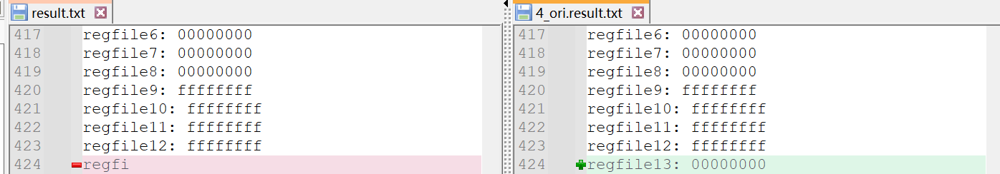 result.txt
417 regfile6: 00000000
418 regfile7: 00000000
419 regfile8: 00000000
420 regfile9: ffffffff
421 regfile10: ffffffff
422 regfile11: ffffffff
423 regfile12: ffffffff
424 regfi
4_ori.result.txt
417 regfile6: 00000000
418 regfile7: 00000000
419 regfile8: 00000000
420 regfile9: ffffffff
421 regfile10: ffffffff
422 regfile11: ffffffff
423 regfile12: ffffffff
424 regfile13: 00000000